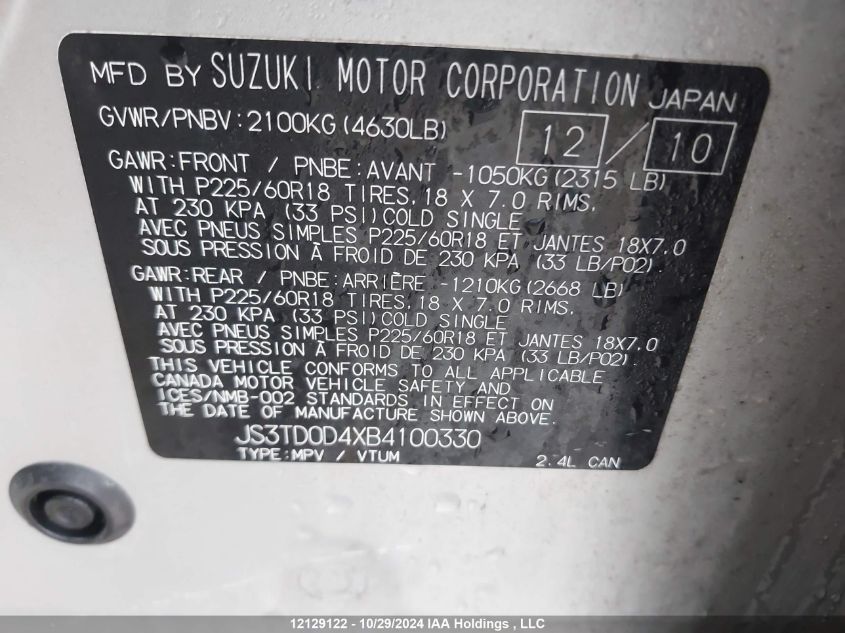 MFD BY SUZUKI MOTOR CORPORATION JAPAN
GVWR/PNBV:2100KG(4630LB) 12/10
GAWR:FRONT / PNBE:AVANT -1050KG(2315 LB)
WITH P225/60R18 TIRES,18 X 7.0 RIMS,
AT 230 KPA (33 PSI)COLD SINGLE
AVEC PNEUS SIMPLES P225/60R18 ET JANTES 18X7.0
SOUS PRESSION À FROID DE 230 KPA (33 LB/PO2).
GAWR:REAR / PNBE:ARRIÈRE -1210KG(2668 LB)
WITH P225/60R18 TIRES,18 X 7.0 RIMS,
AT 230 KPA (33 PSI)COLD SINGLE
AVEC PNEUS SIMPLES P225/60R18 ET JANTES 18X7.0
SOUS PRESSION À FROID DE 230 KPA (33 LB/PO2).
THIS VEHICLE CONFORMS TO ALL APPLICABLE
CANADA MOTOR VEHICLE SAFETY AND
ICES/NMB-002 STANDARDS IN EFFECT ON
THE DATE OF MANUFACTURE SHOWN ABOVE.
JS3TD0D4XB4100330
TYPE:MPV / VTUM 2.4L CAN
12129122 - 10/29/2024 IAA Holdings , LLC